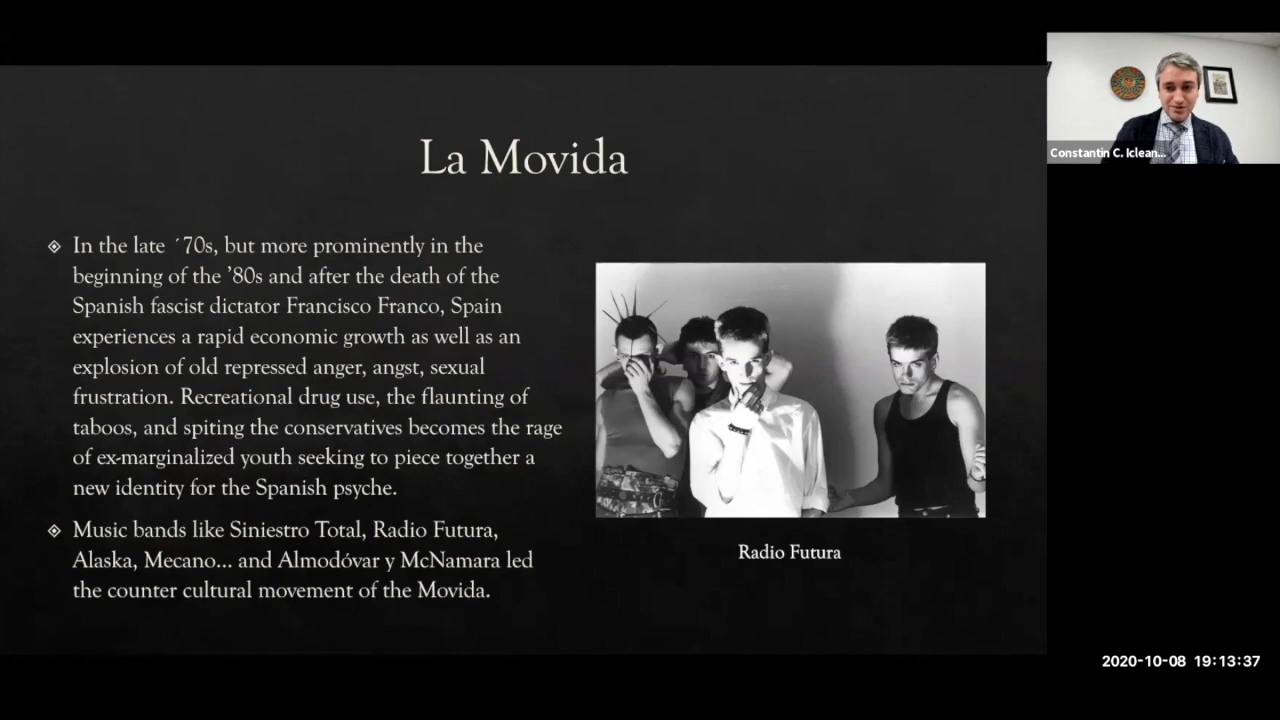 La Movida
In the late ´70s, but more prominently in the
beginning of the ’80s and after the death of the
Spanish fascist dictator Francisco Franco, Spain
experiences a rapid economic growth as well as an
explosion of old repressed anger, angst, sexual
frustration. Recreational drug use, the flaunting of
taboos, and spiting the conservatives becomes the rage
of ex-marginalized youth seeking to piece together a
new identity for the Spanish psyche.
Music bands like Siniestro Total, Radio Futura,
Alaska, Mecano... and Almodóvar y McNamara led
the counter cultural movement of the Movida.
Radio Futura
Constantin C. Iclean...
2020-10-08 19:13:37